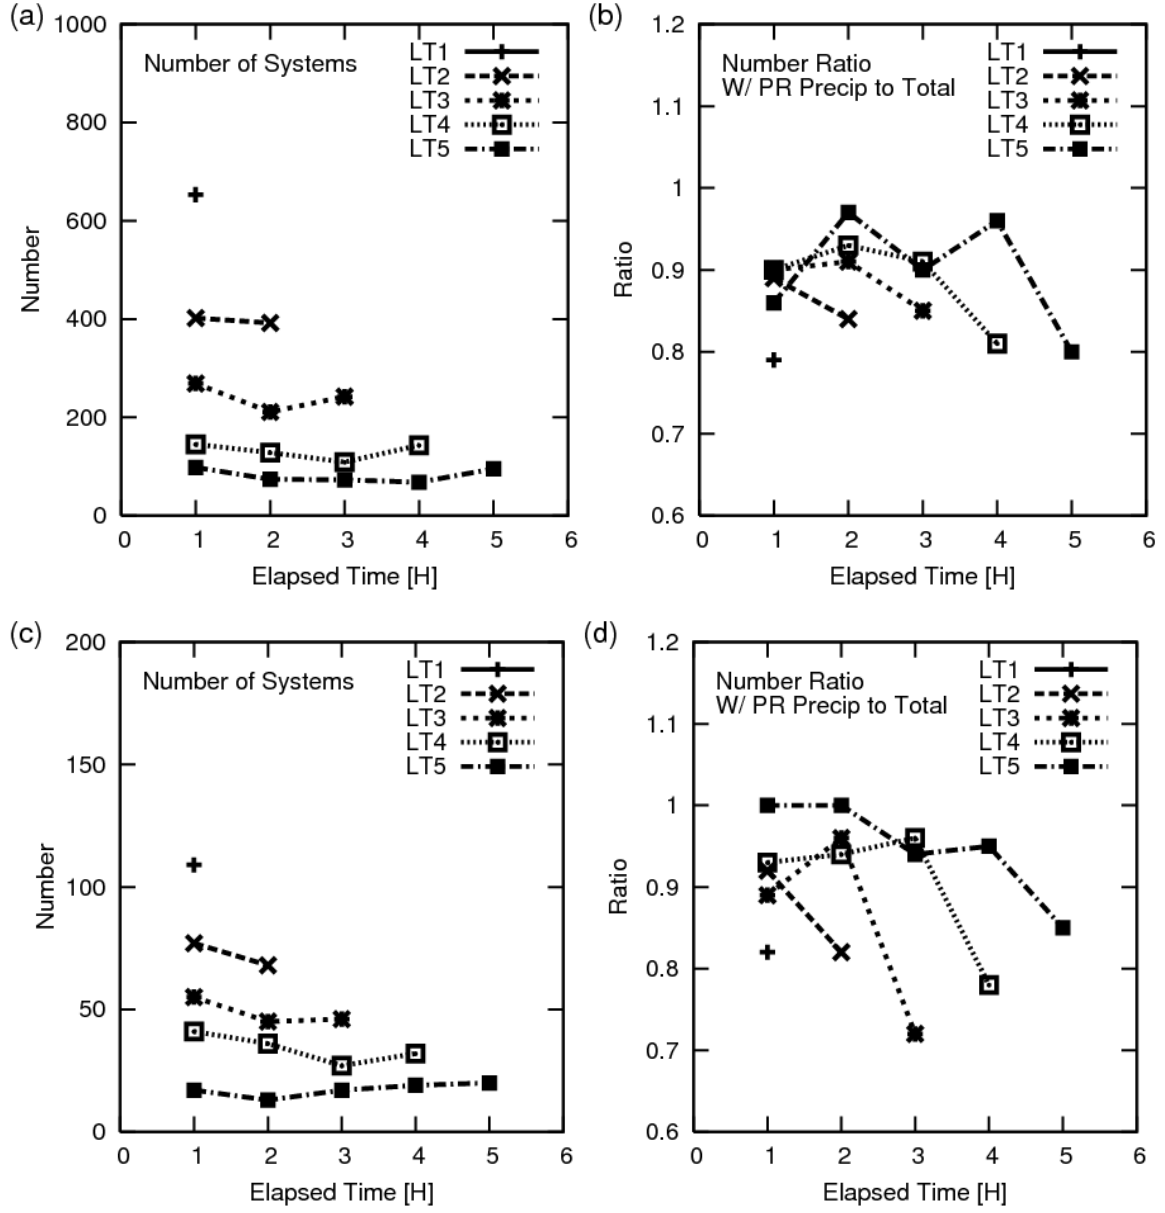 (a)
1000
800
600
400
200
0
Number
Number of Systems
LT1
LT2
LT3
LT4
LT5
0 1 2 3 4 5 6
Elapsed Time [H]
(b)
1.2
1.1
1
0.9
0.8
0.7
0.6
Ratio
Number Ratio
W/ PR Precip to Total
LT1
LT2
LT3
LT4
LT5
0 1 2 3 4 5 6
Elapsed Time [H]
(c)
200
150
100
50
0
Number
Number of Systems
LT1
LT2
LT3
LT4
LT5
0 1 2 3 4 5 6
Elapsed Time [H]
(d)
1.2
1.1
1
0.9
0.8
0.7
0.6
Ratio
Number Ratio
W/ PR Precip to Total
LT1
LT2
LT3
LT4
LT5
0 1 2 3 4 5 6
Elapsed Time [H]